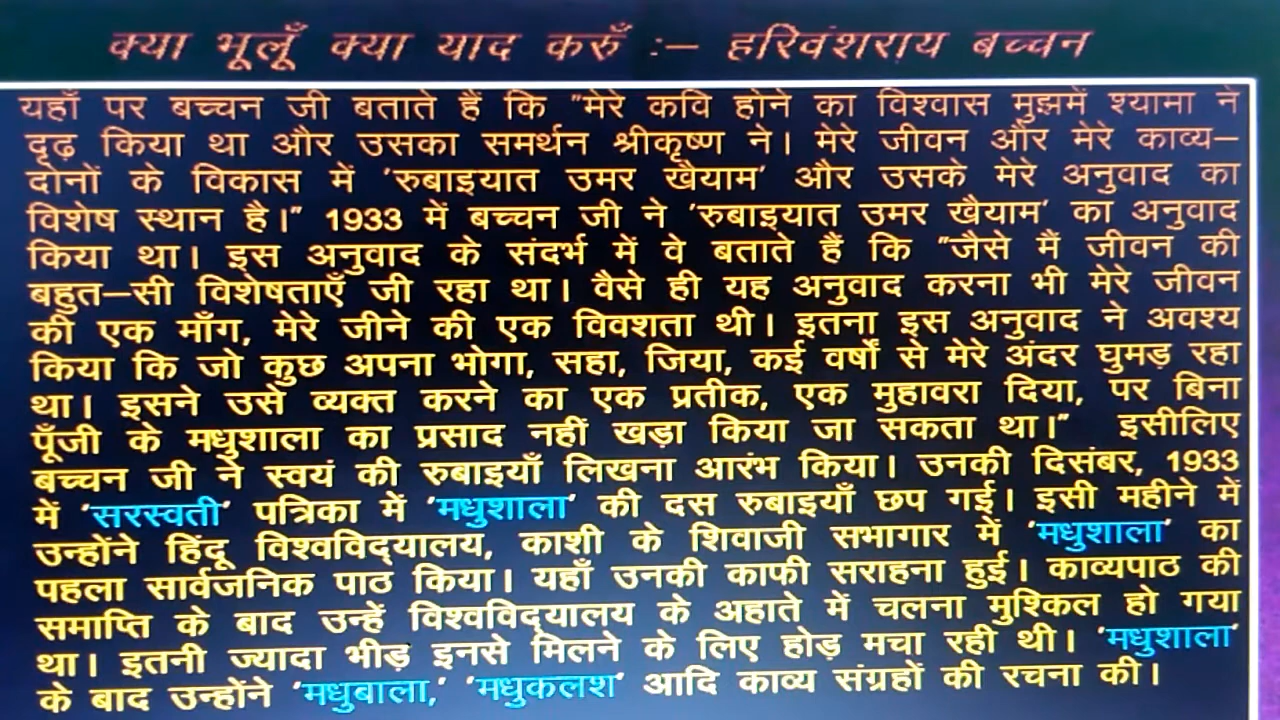 क्या भूलूँ क्या याद करुँ :– हरिवंशराय बच्चन
यहाँ पर बच्चन जी बताते हैं कि "मेरे कवि होने का विश्वास मुझमें श्यामा ने
दृढ़ किया था और उसका समर्थन श्रीकृष्ण ने। मेरे जीवन और मेरे काव्य–
दोनों के विकास में 'रुबाइयात उमर खैयाम' और उसके मेरे अनुवाद का
विशेष स्थान है।" 1933 में बच्चन जी ने 'रुबाइयात उमर खैयाम' का अनुवाद
किया था। इस अनुवाद के संदर्भ में वे बताते हैं कि "जैसे मैं जीवन की
बहुत–सी विशेषताएँ जी रहा था। वैसे ही यह अनुवाद करना भी मेरे जीवन
की एक माँग, मेरे जीने की एक विवशता थी। इतना इस अनुवाद ने अवश्य
किया कि जो कुछ अपना भोगा, सहा, जिया, कई वर्षों से मेरे अंदर घुमड़ रहा
था। इसने उसे व्यक्त करने का एक प्रतीक, एक मुहावरा दिया, पर बिना
पूँजी के मधुशाला का प्रसाद नहीं खड़ा किया जा सकता था।" इसीलिए
बच्चन जी ने स्वयं की रुबाइयाँ लिखना आरंभ किया। उनकी दिसंबर, 1933
में 'सरस्वती' पत्रिका में 'मधुशाला' की दस रुबाइयाँ छप गई। इसी महीने में
उन्होंने हिंदू विश्वविद्यालय, काशी के शिवाजी सभागार में 'मधुशाला' का
पहला सार्वजनिक पाठ किया। यहाँ उनकी काफी सराहना हुई। काव्यपाठ की
समाप्ति के बाद उन्हें विश्वविद्यालय के अहाते में चलना मुश्किल हो गया
था। इतनी ज्यादा भीड़ इनसे मिलने के लिए होड़ मचा रही थी। 'मधुशाला'
के बाद उन्होंने 'मधुबाला,' 'मधुकलश' आदि काव्य संग्रहों की रचना की।